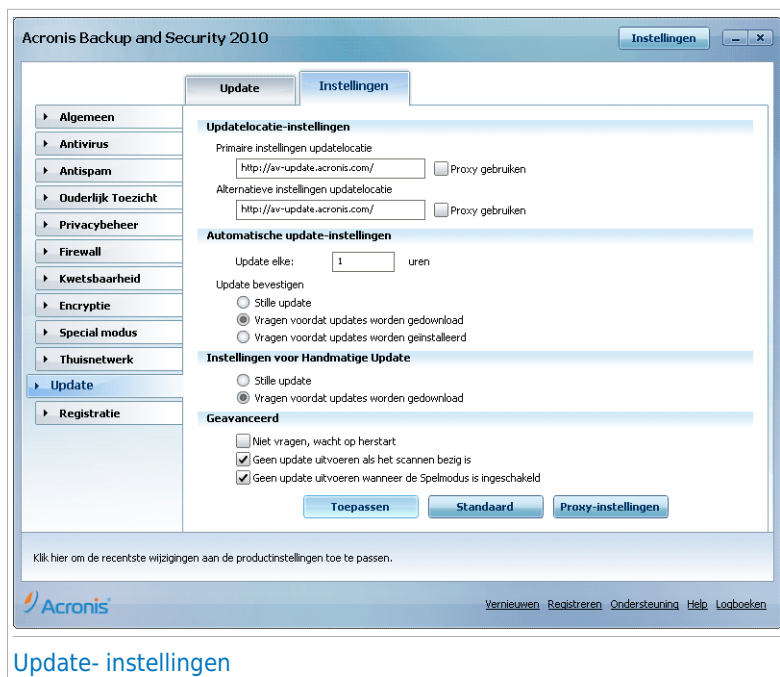 Acronis Backup and Security 2010
Instellingen
Update
Instellingen
Algemeen
Antivirus
Antispam
Ouderlijk Toezicht
Privacybeheer
Firewall
Kwetsbaarheid
Encryptie
Special modus
Thuisnetwerk
Update
Registratie
Updatelocatie-instellingen
Primaire instellingen updatelocatie
http://av-update.acronis.com/
Proxy gebruiken
Alternatieve instellingen updatelocatie
http://av-update.acronis.com/
Proxy gebruiken
Automatische update-instellingen
Update elke: 1 uren
Update bevestigen
Stille update
Vragen voordat updates worden gedownload
Vragen voordat updates worden geïnstalleerd
Instellingen voor Handmatige Update
Stille update
Vragen voordat updates worden gedownload
Geavanceerd
Niet vragen, wacht op herstart
Geen update uitvoeren als het scannen bezig is
Geen update uitvoeren wanneer de Spelmodus is ingeschakeld
Toepassen Standaard Proxy-instellingen
Klik hier om de recentste wijzigingen aan de productinstellingen toe te passen.
Acronis
Vernieuwen Registreren Ondersteuning Help Logboeken
Update- instellingen